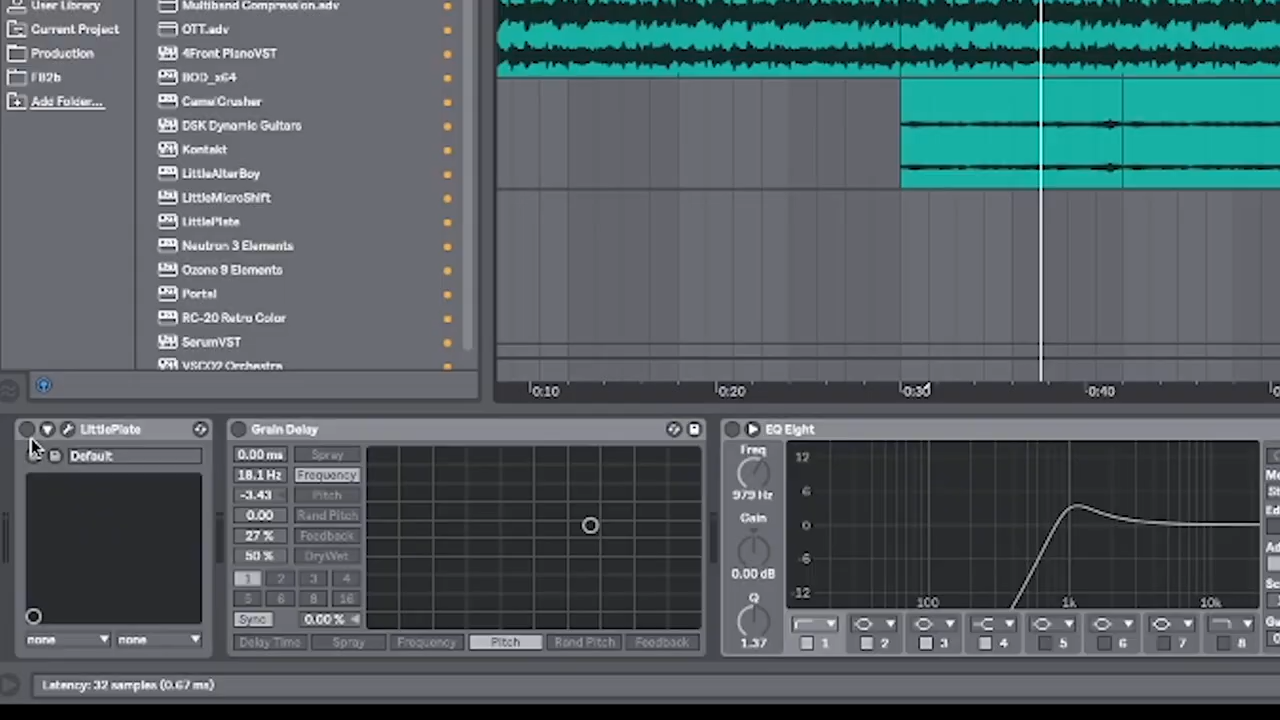 User Library
Current Project
Production
FB2b
Add Folder...
Multiband Compression.adv
OTT.adv
4Front PianoVST
BOD_x64
CamelCrusher
DSK Dynamic Guitars
Kontakt
LittleAlterBoy
LittleMicroShift
LittlePlate
Neutron 3 Elements
Ozone 9 Elements
Portal
RC-20 Retro Color
SerumVST
VSCO2 Orchestra
0:10 0:20 0:30 0:40
LittlePlate
Default
none none
Grain Delay
0.00 ms Spray
18.1 Hz Frequency
-3.43 Pitch
0.00 Rand Pitch
27 % Feedback
50 % DryWet
1 2 3 4
5 6 8 16
Sync 0.00 %
Delay Time Spray Frequency Pitch Rand Pitch Feedback
EQ Eight
Freq
979 Hz
Gain
0.00 dB
Q
1.37
12
6
0
-6
-12
100 1k 10k
1 2 3 4 5 6 7 8
Latency: 32 samples (0.67 ms)